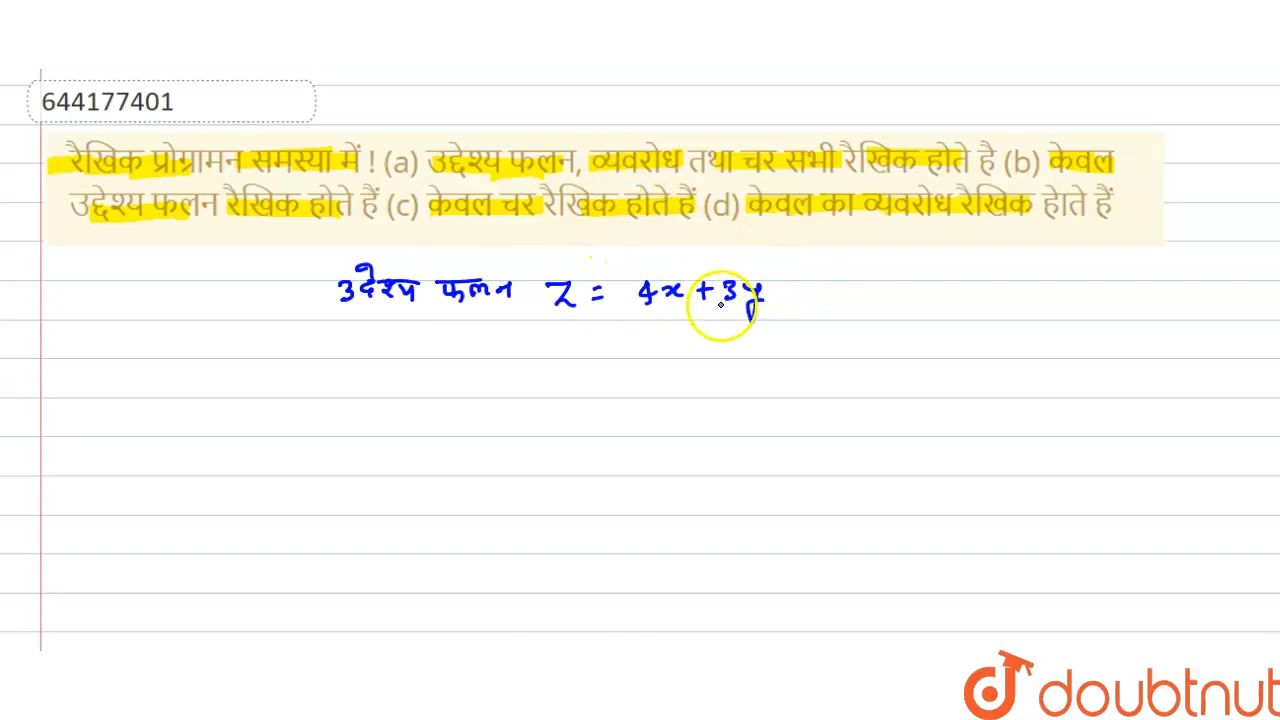 644177401
रैखिक प्रोग्रामन समस्या में ! (a) उद्देश्य फलन, व्यवरोध तथा चर सभी रैखिक होते है (b) केवल
उद्देश्य फलन रैखिक होते हैं (c) केवल चर रैखिक होते हैं (d) केवल का व्यवरोध रैखिक हेाते हैं
उद्देश्य फलन Z = 4x + 3y
doubtnut